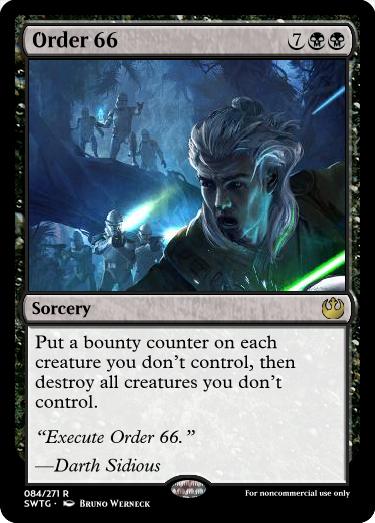 Order 66 7
Sorcery
Put a bounty counter on each
creature you don't control, then
destroy all creatures you don't
control.
"Execute Order 66."
—Darth Sidious
084/271 R
For noncommercial use only
SWTG · Bruno Werneck